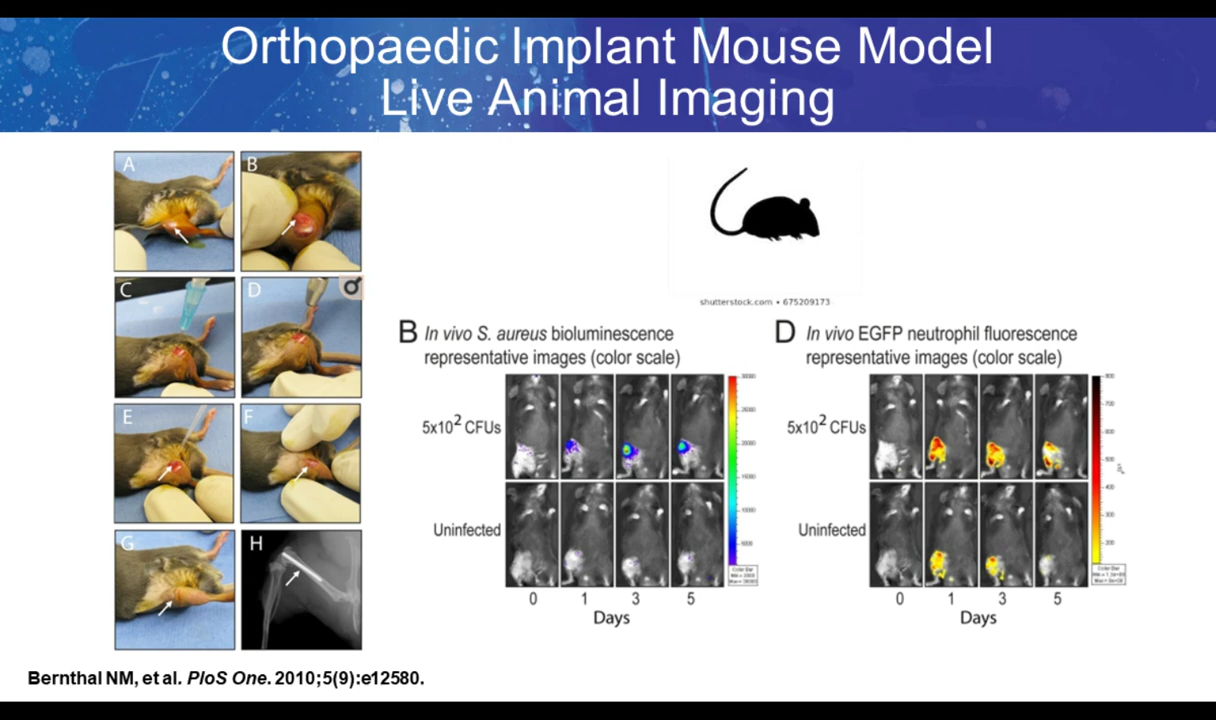 Orthopaedic Implant Mouse Model
Live Animal Imaging
A
B
C
D
E
F
G
H
shutterstock.com • 675209173
B In vivo S. aureus bioluminescence
representative images (color scale)
5x10² CFUs
Uninfected
0 1 3 5
Days
D In vivo EGFP neutrophil fluorescence
representative images (color scale)
5x10² CFUs
Uninfected
0 1 3 5
Days
Bernthal NM, et al. PloS One. 2010;5(9):e12580.